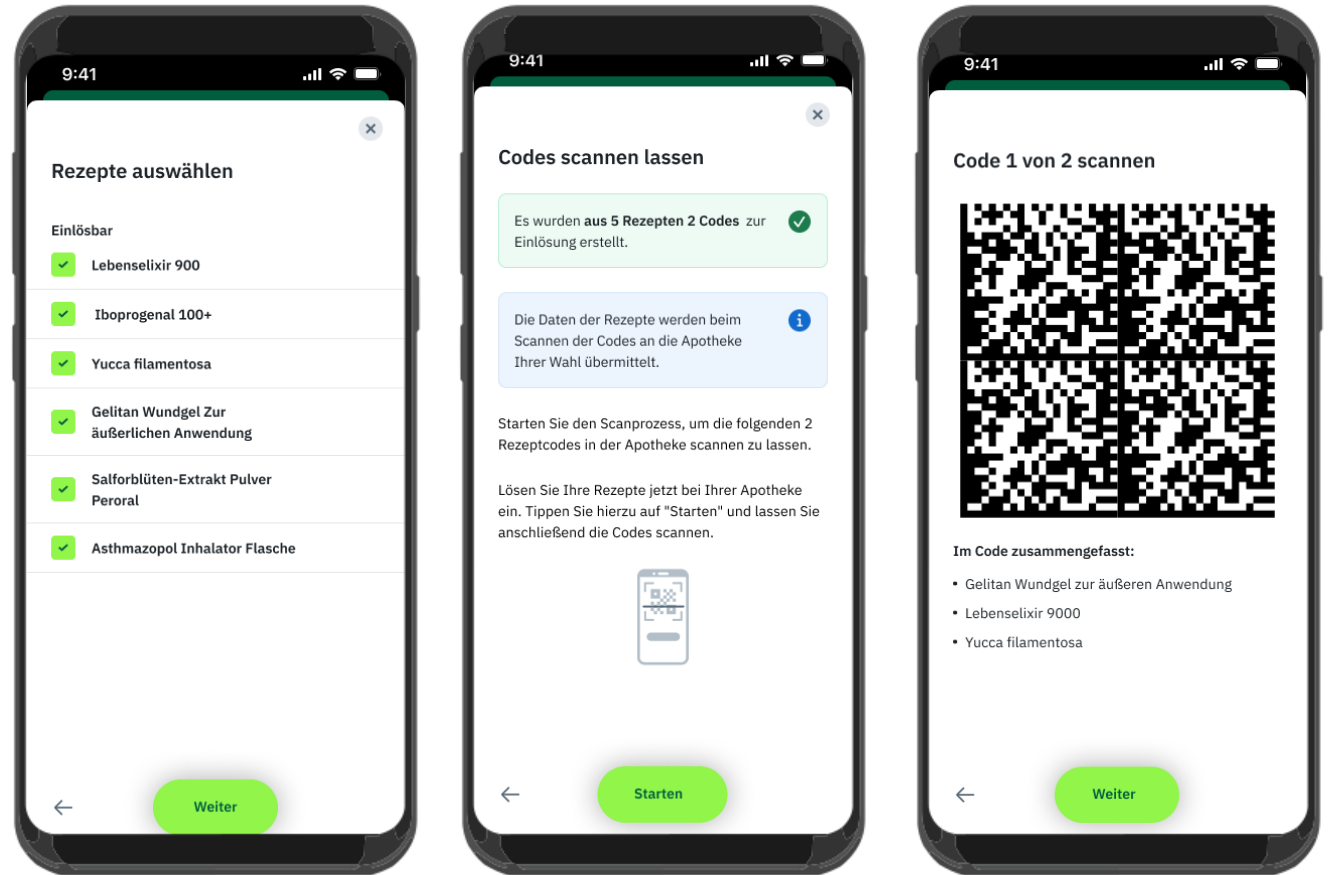 9:41
Rezepte auswählen
Einlösbar
Lebenselixir 900
Iboprogenal 100+
Yucca filamentosa
Gelitan Wundgel Zur
äußerlichen Anwendung
Salforblüten-Extrakt Pulver
Peroral
Asthmazopol Inhalator Flasche
Weiter
9:41
Codes scannen lassen
Es wurden aus 5 Rezepten 2 Codes zur
Einlösung erstellt.
Die Daten der Rezepte werden beim
Scannen der Codes an die Apotheke
Ihrer Wahl übermittelt.
Starten Sie den Scanprozess, um die folgenden 2
Rezeptcodes in der Apotheke scannen zu lassen.
Lösen Sie Ihre Rezepte jetzt bei Ihrer Apotheke
ein. Tippen Sie hierzu auf "Starten" und lassen Sie
anschließend die Codes scannen.
Starten
9:41
Code 1 von 2 scannen
Im Code zusammengefasst:
• Gelitan Wundgel zur äußeren Anwendung
• Lebenselixir 9000
• Yucca filamentosa
Weiter